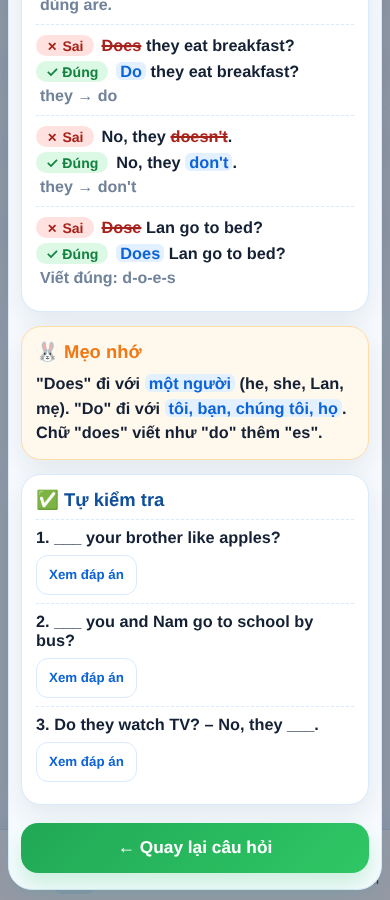 dùng are.
✕ Sai Does they eat breakfast?
✓ Đúng Do they eat breakfast?
they → do
✕ Sai No, they doesn't.
✓ Đúng No, they don't.
they → don't
✕ Sai Dose Lan go to bed?
✓ Đúng Does Lan go to bed?
Viết đúng: d-o-e-s
🐰 Mẹo nhớ
"Does" đi với một người (he, she, Lan,
mẹ). "Do" đi với tôi, bạn, chúng tôi, họ.
Chữ "does" viết như "do" thêm "es".
✅ Tự kiểm tra
1. ___ your brother like apples?
Xem đáp án
2. ___ you and Nam go to school by
bus?
Xem đáp án
3. Do they watch TV? – No, they ___.
Xem đáp án
← Quay lại câu hỏi